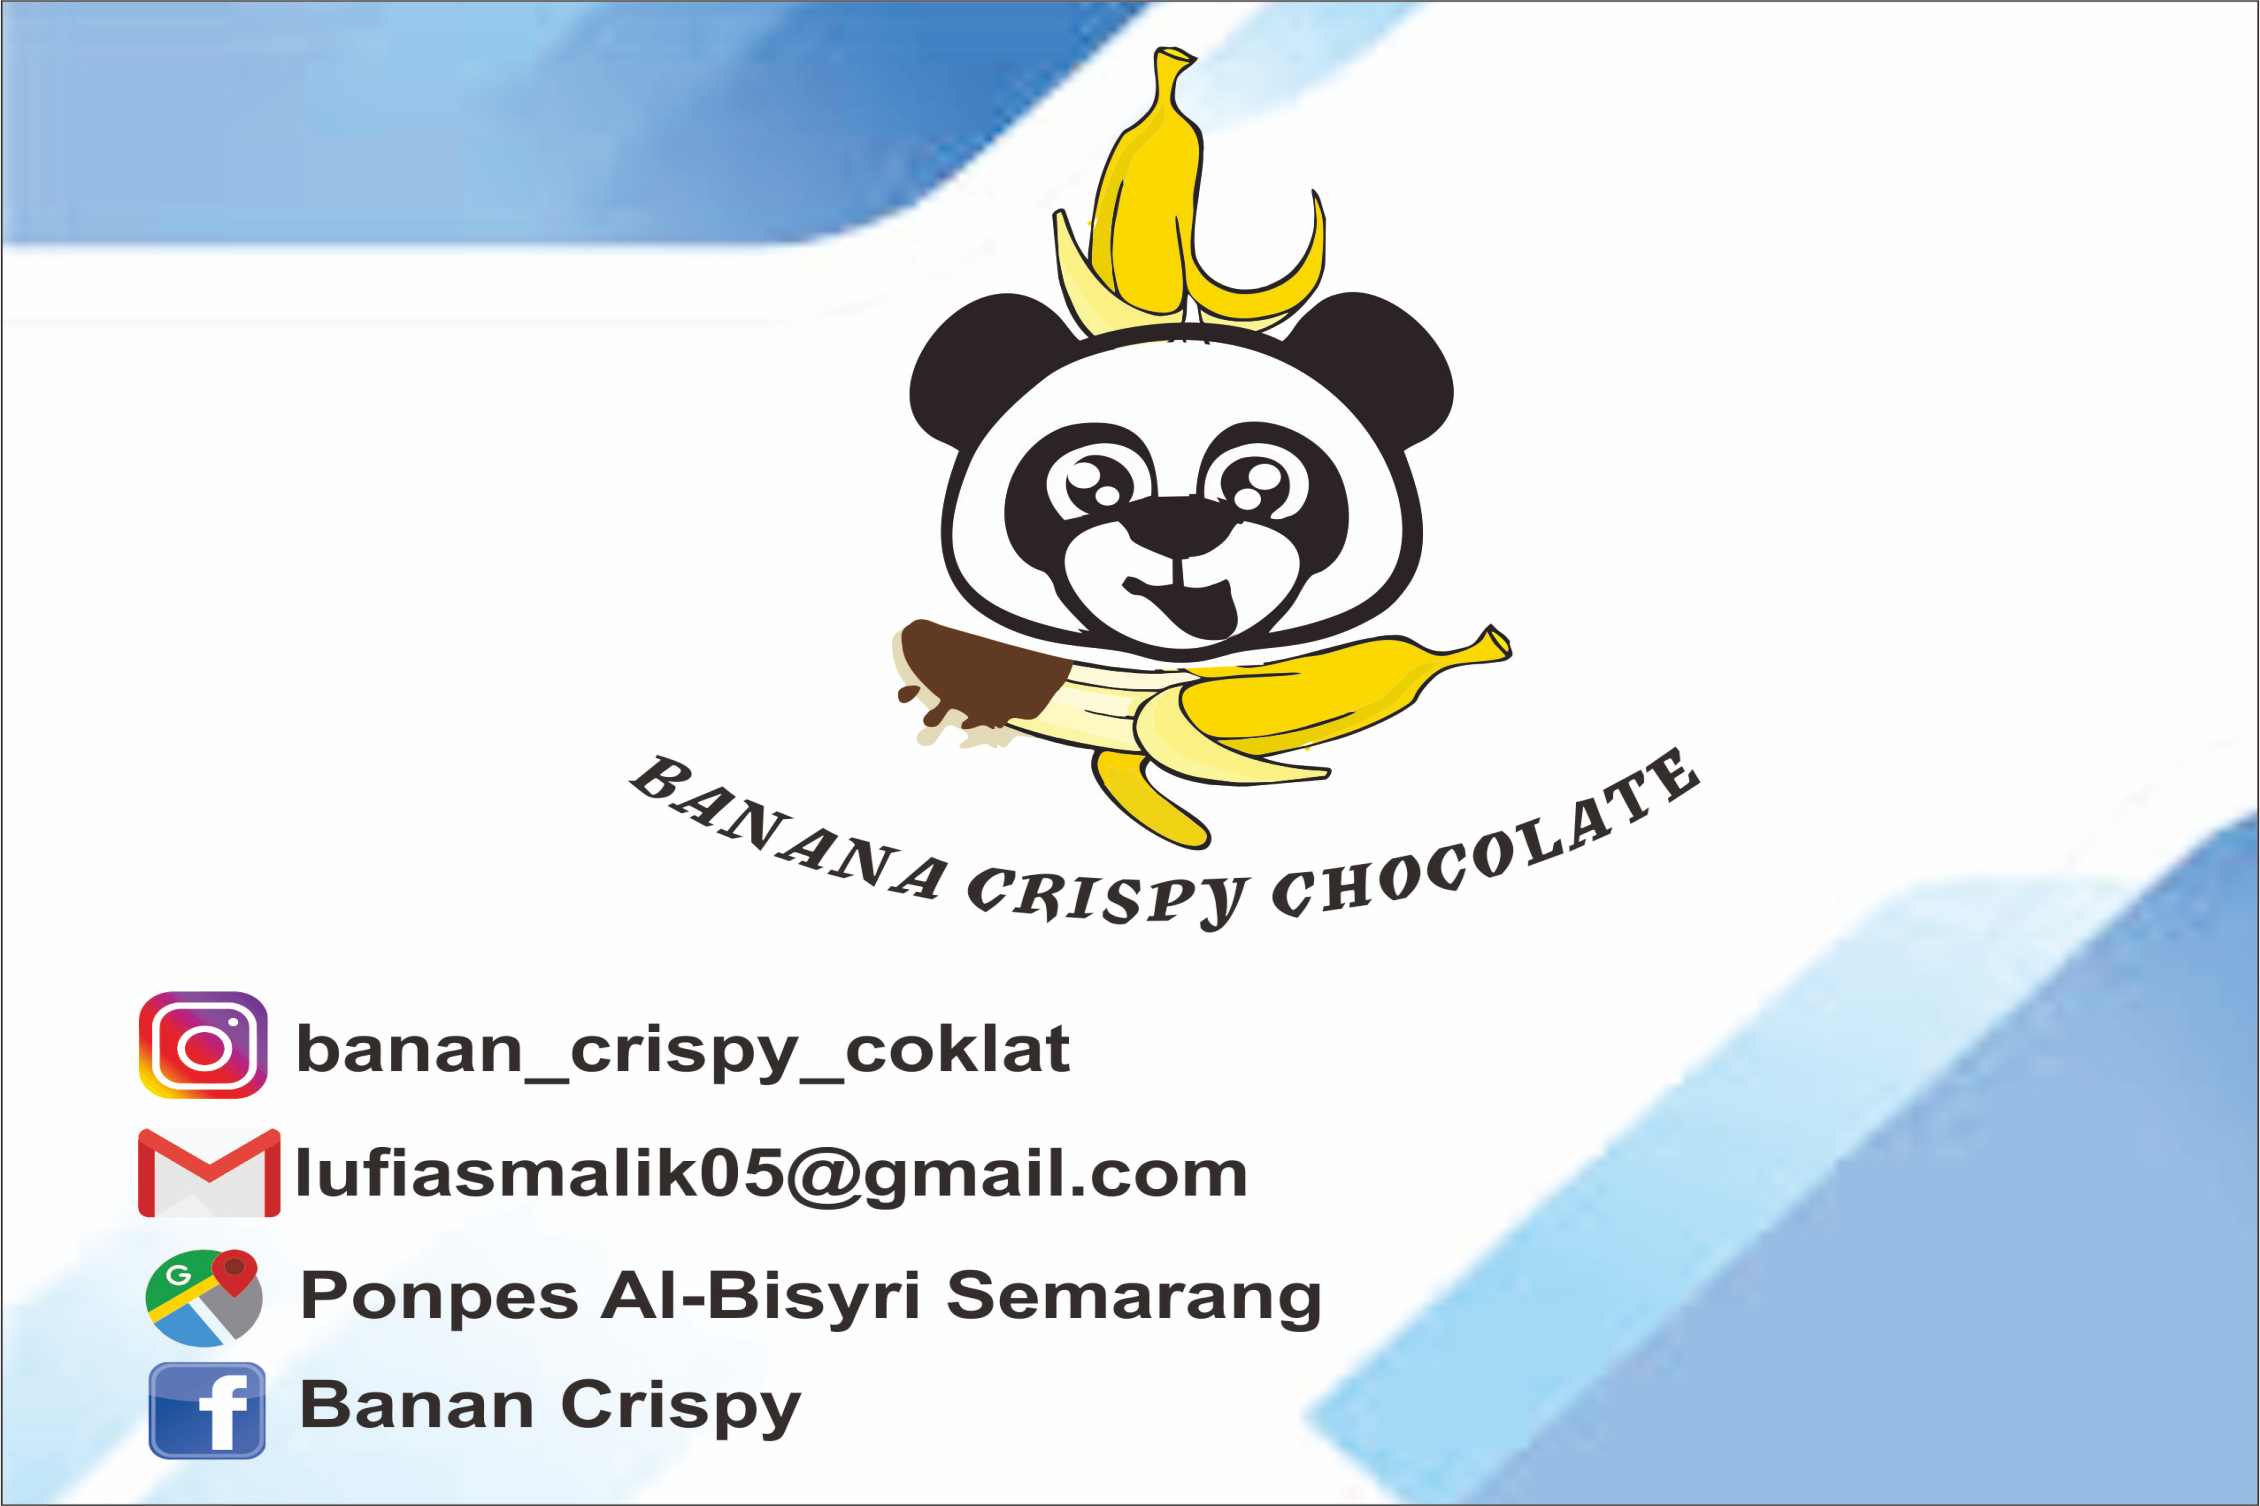 BANANA CRISPY CHOCOLATE
banan_crispy_coklat
lufiasmalik05@gmail.com
G
Ponpes Al-Bisyri Semarang
f
Banan Crispy